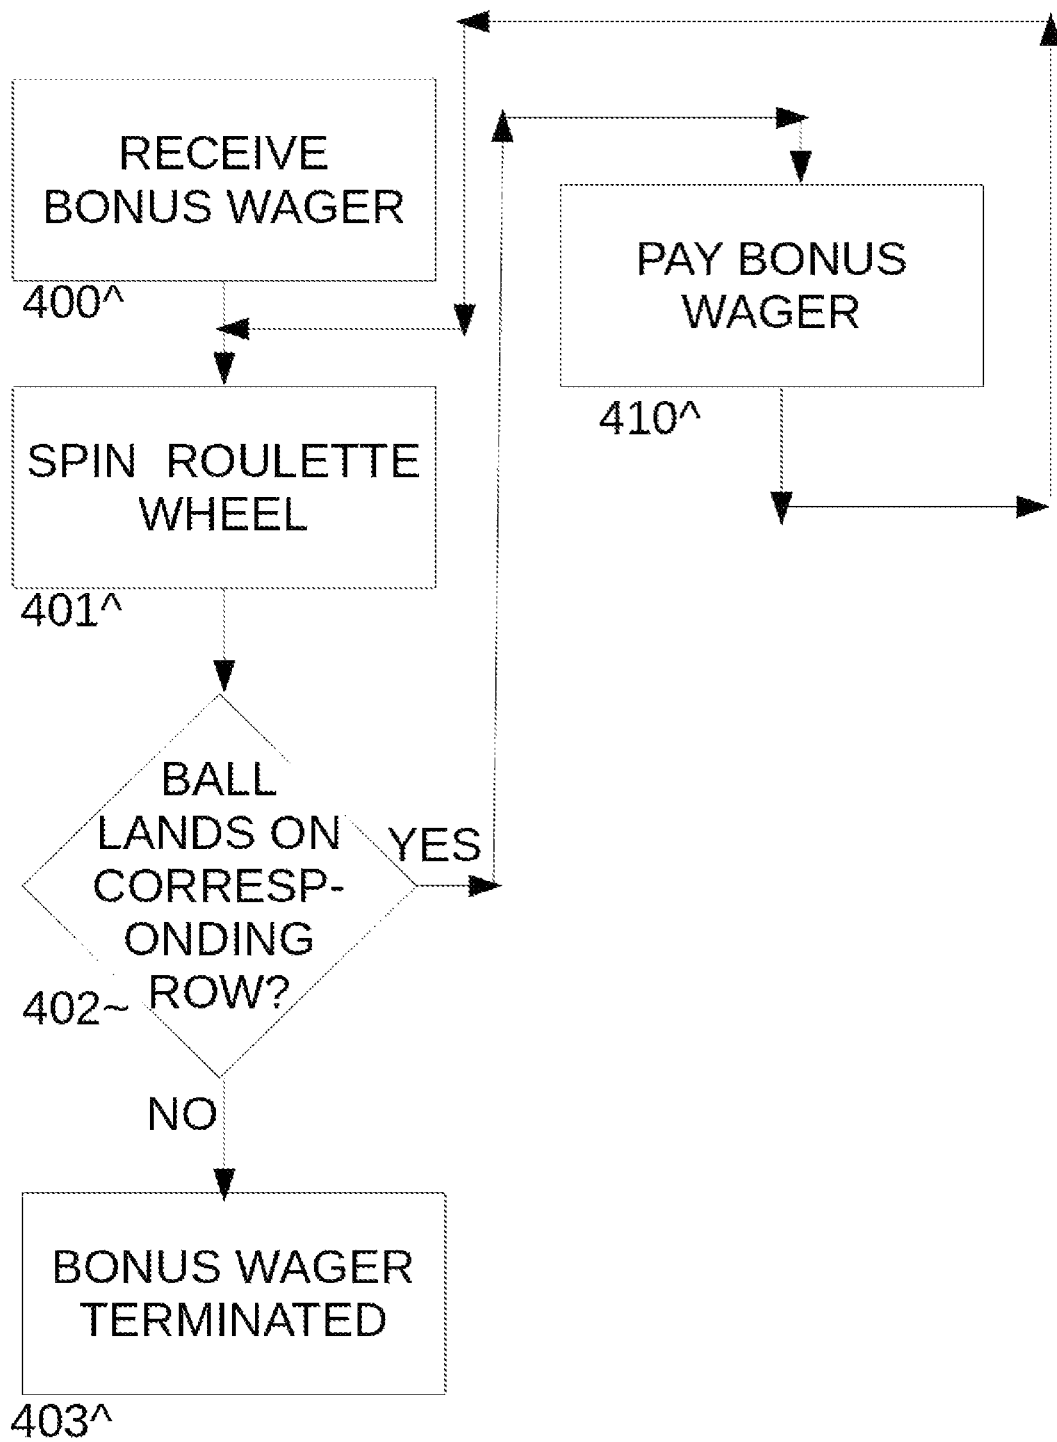 RECEIVE
BONUS WAGER
400^
SPIN ROULETTE
WHEEL
401^
BALL
LANDS ON
CORRESP-
ONDING
ROW?
402~
YES
NO
BONUS WAGER
TERMINATED
403^
PAY BONUS
WAGER
410^